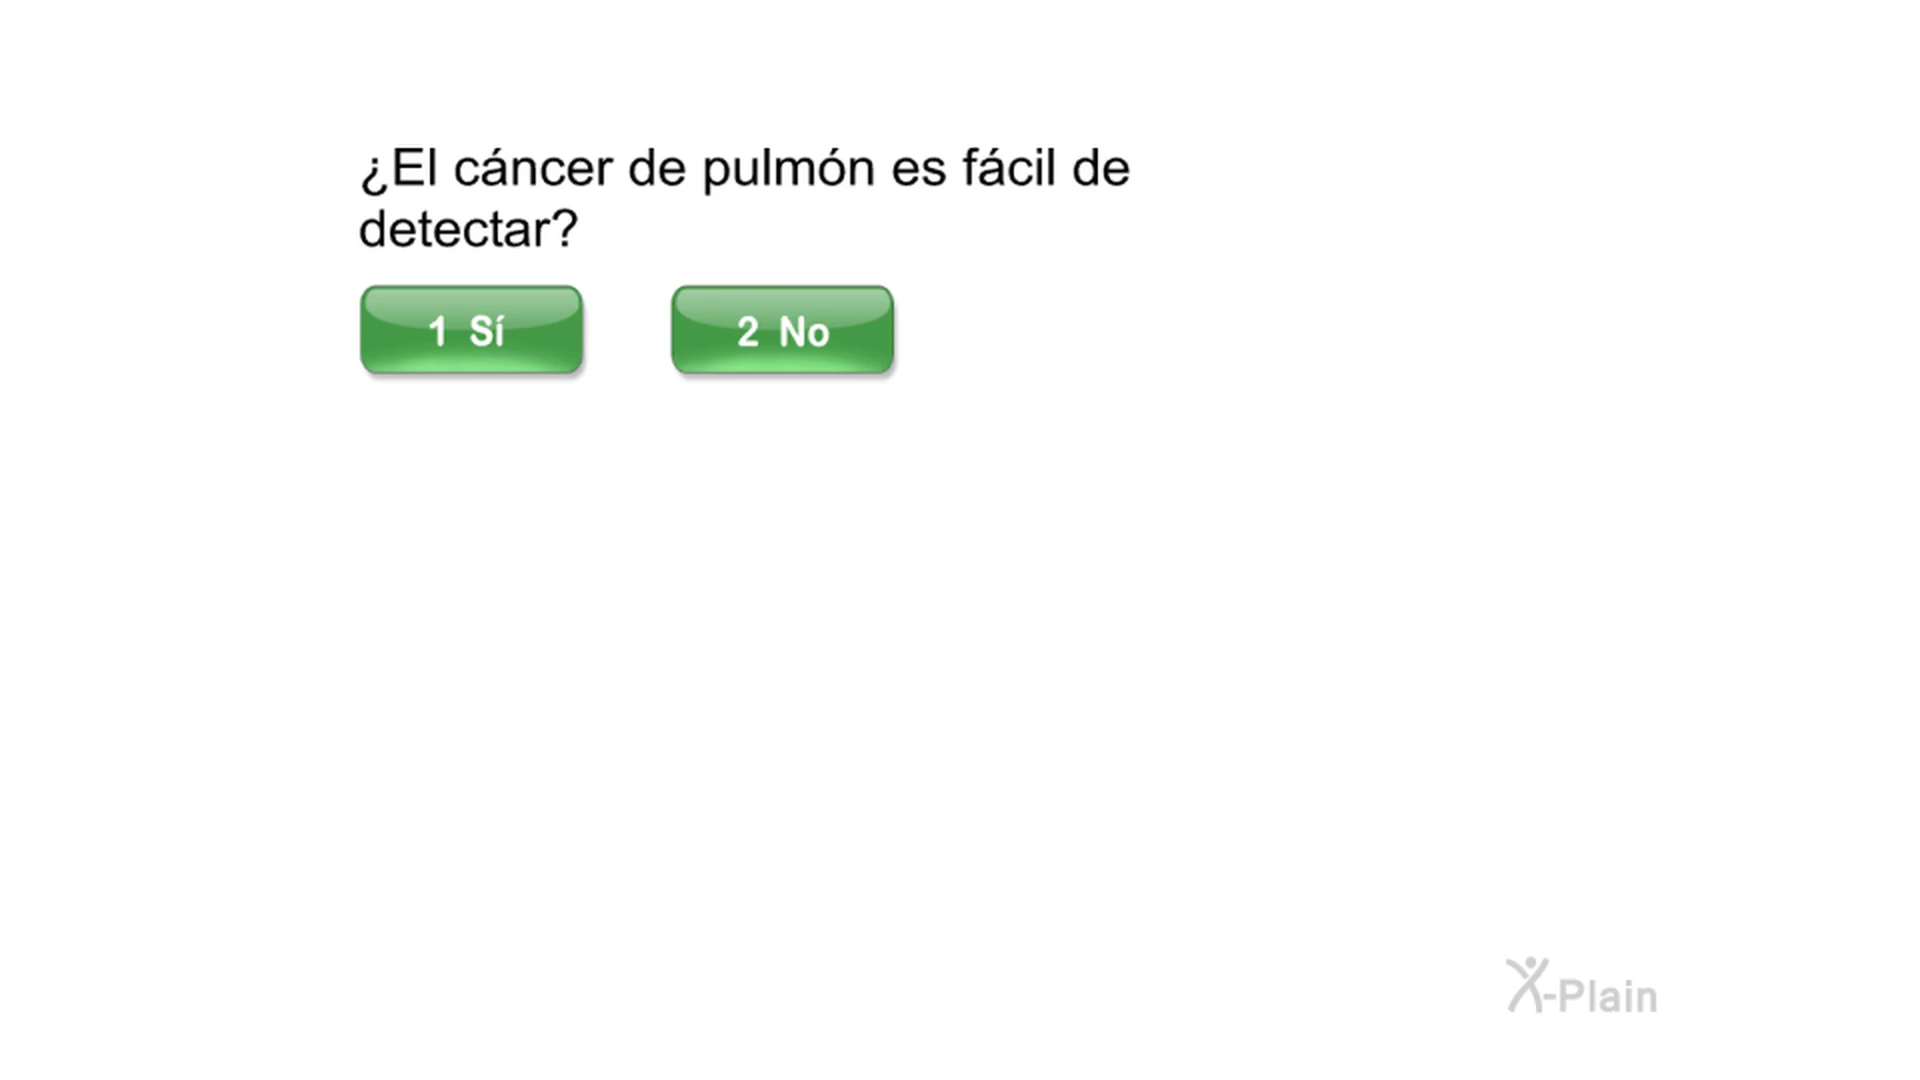 ¿El cáncer de pulmón es fácil de
detectar?
1 Sí 2 No
X-Plain